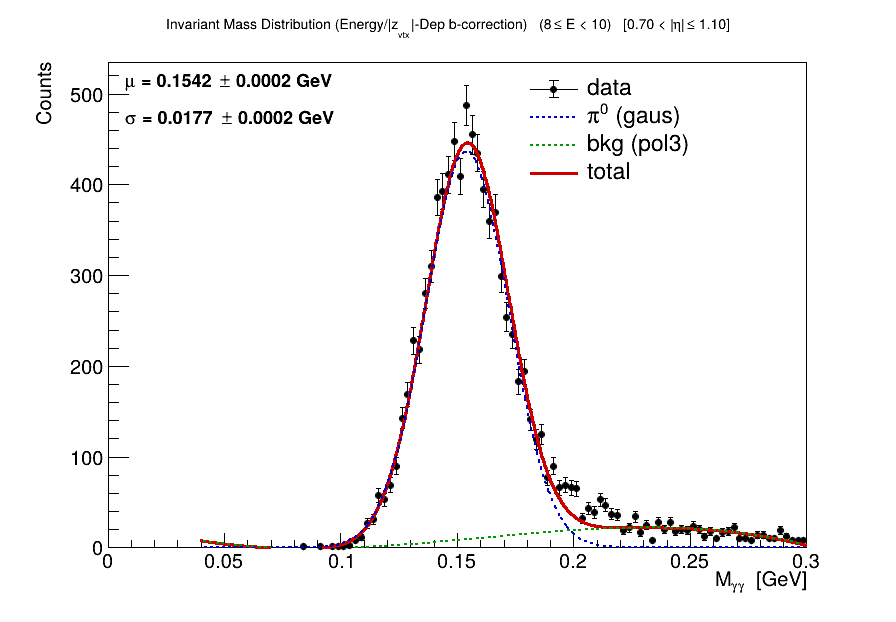 Invariant Mass Distribution (Energy/|z_vtx|-Dep b-correction) (8 ≤ E < 10) [0.70 < |η| ≤ 1.10]
μ = 0.1542 ± 0.0002 GeV
σ = 0.0177 ± 0.0002 GeV
data
π⁰ (gaus)
bkg (pol3)
total
Counts
500
400
300
200
100
0
0 0.05 0.1 0.15 0.2 0.25 0.3
M_γγ [GeV]